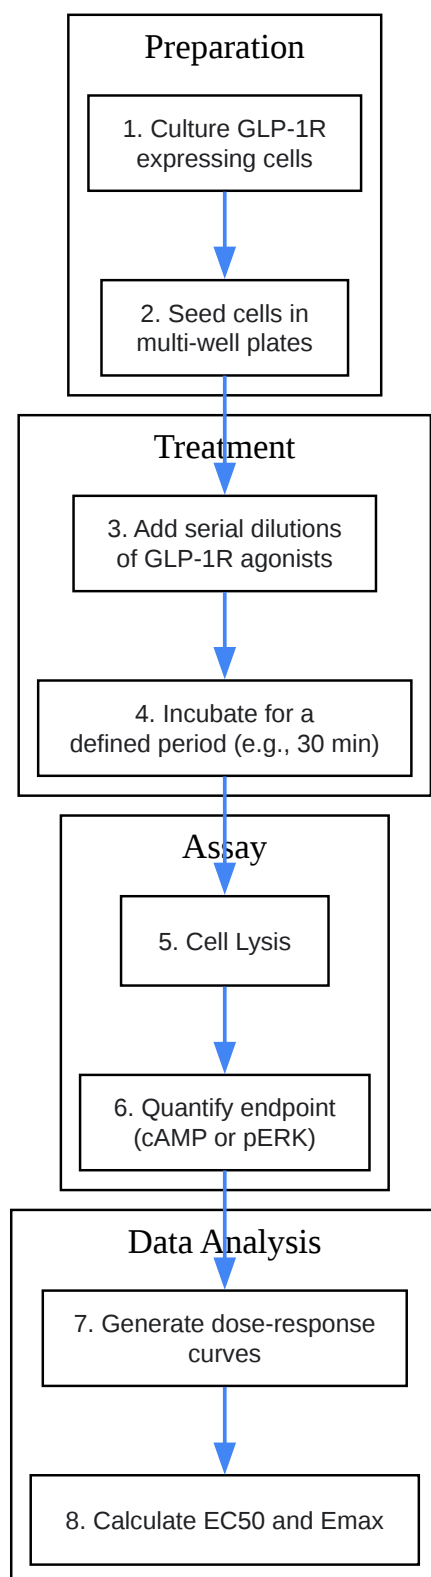 Preparation
1. Culture GLP-1R
expressing cells
2. Seed cells in
multi-well plates
Treatment
3. Add serial dilutions
of GLP-1R agonists
4. Incubate for a
defined period (e.g., 30 min)
Assay
5. Cell Lysis
6. Quantify endpoint
(cAMP or pERK)
Data Analysis
7. Generate dose-response
curves
8. Calculate EC50 and Emax